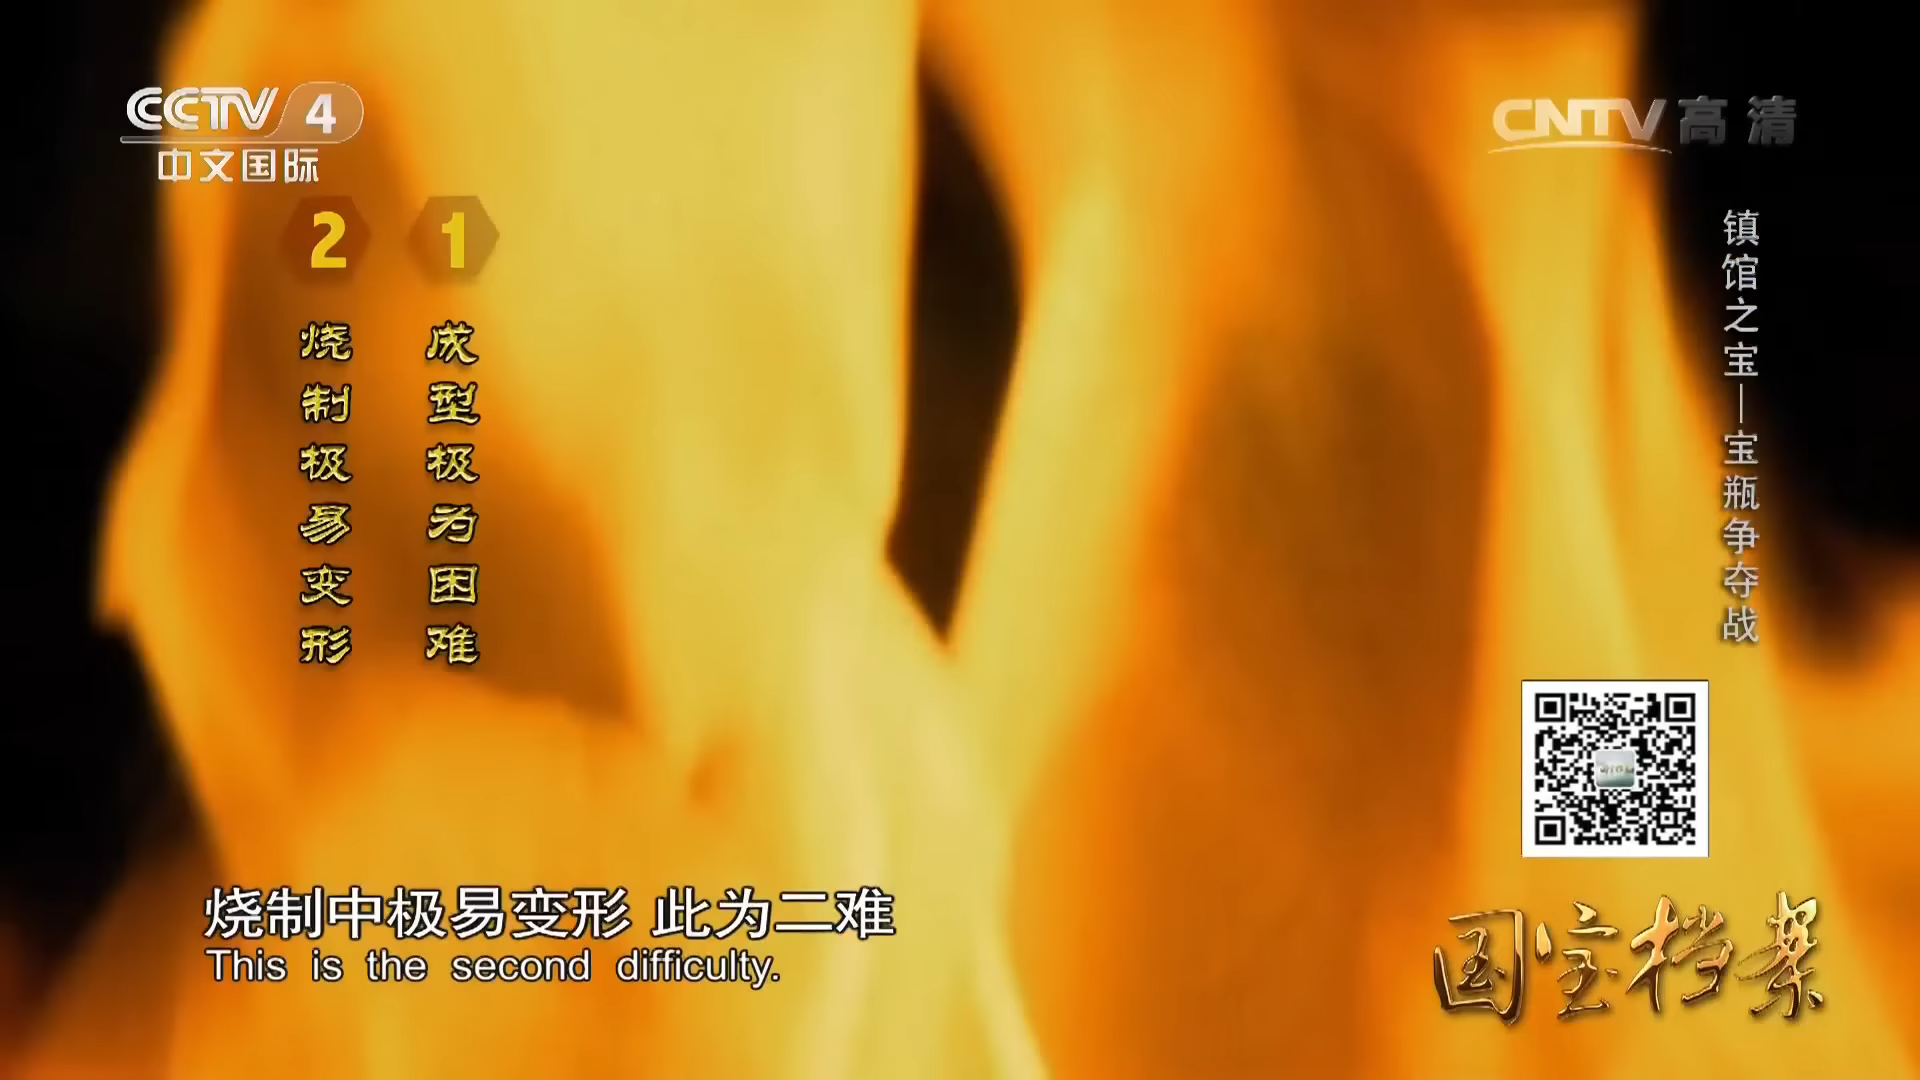 CCTV 4
中文国际
CNTV 高清
1
成型极为困难
2
烧制极易变形
镇馆之宝—宝瓶争夺战
烧制中极易变形 此为二难
This is the second difficulty.
国宝档案